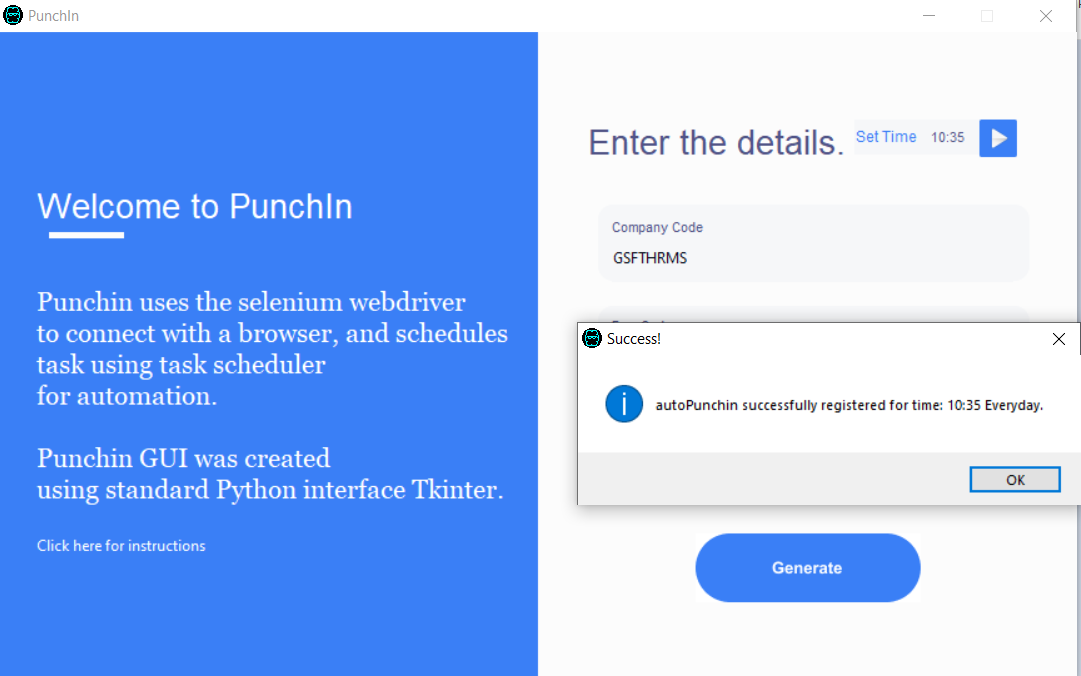 PunchIn
Welcome to PunchIn
Punchin uses the selenium webdriver
to connect with a browser, and schedules
task using task scheduler
for automation.
Punchin GUI was created
using standard Python interface Tkinter.
Click here for instructions
Enter the details.
Set Time 10:35
Company Code
GSFTHRMS
Success!
autoPunchin successfully registered for time: 10:35 Everyday.
OK
Generate